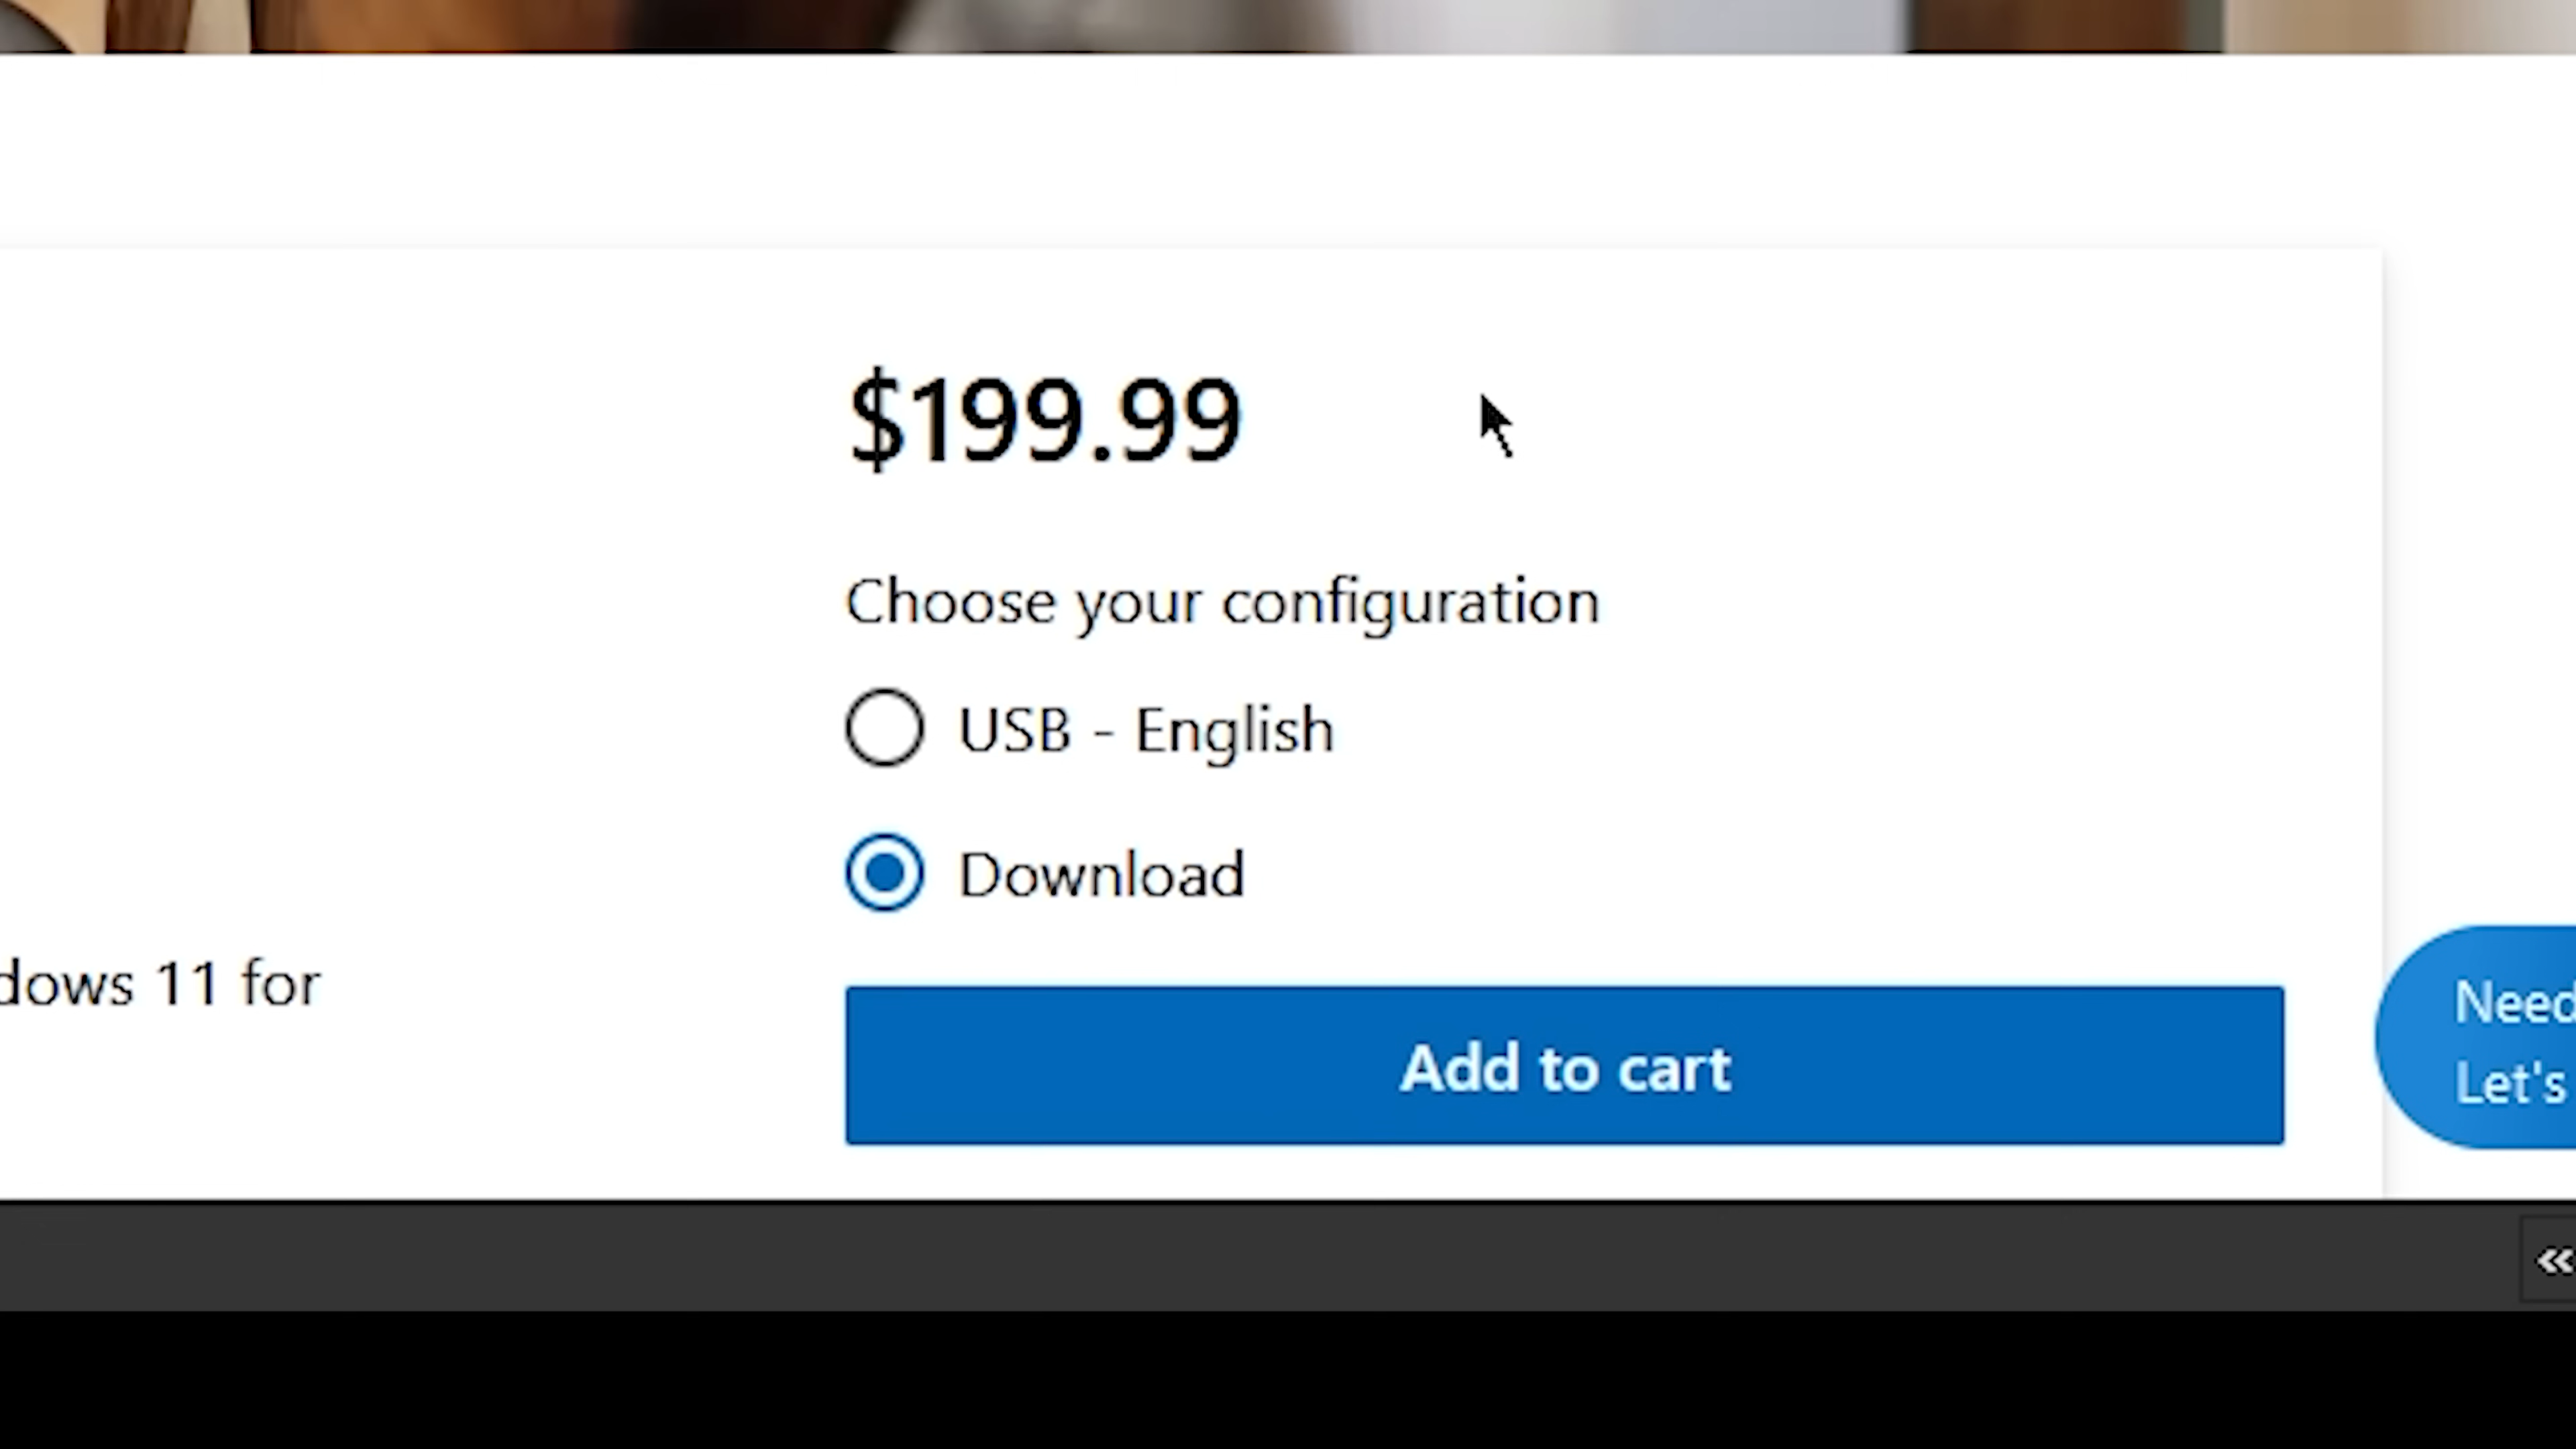 $199.99
Choose your configuration
USB - English
Download
dows 11 for
Add to cart
Need
Let's